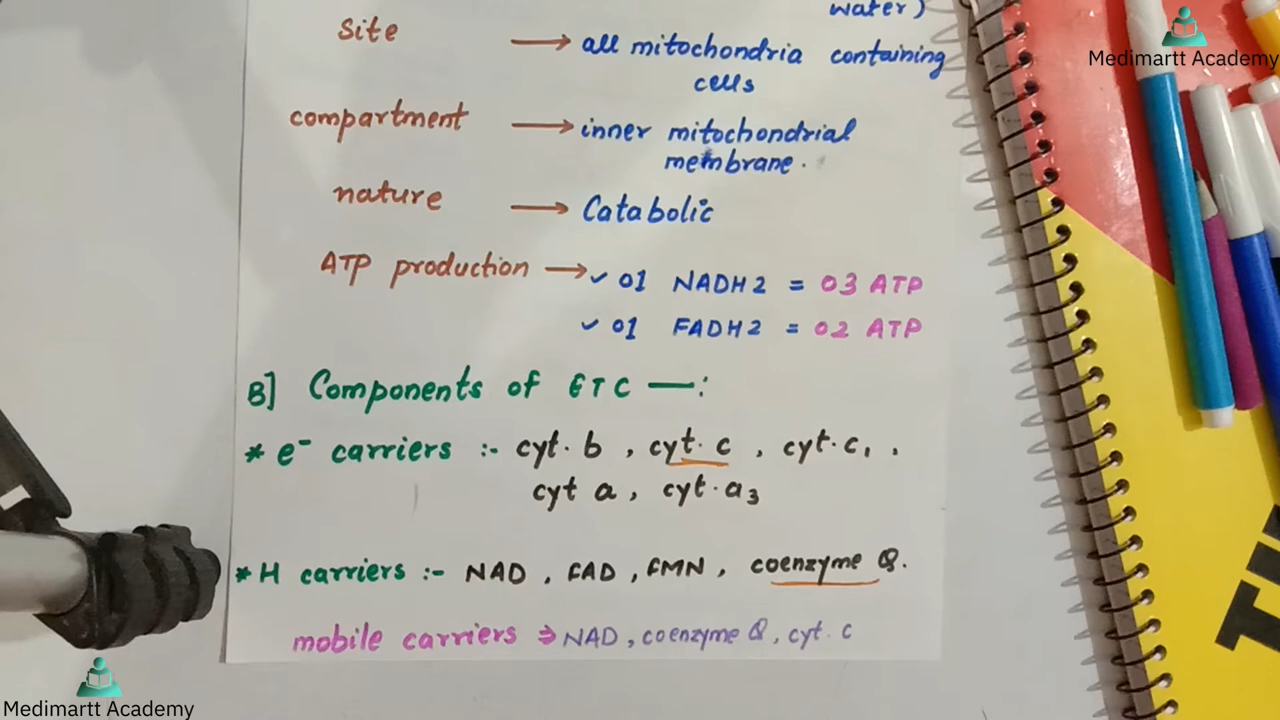 water)
Medimartt Academy
Site → all mitochondria containing
cells
compartment → inner mitochondrial
membrane.
nature → Catabolic
ATP production → ✓ 01 NADH2 = 03 ATP
✓ 01 FADH2 = 02 ATP
B] Components of ETC —:
* e⁻ carriers :- cyt. b , cyt. c , cyt. c₁ ,
cyt a, cyt. a₃
* H carriers :- NAD , FAD , FMN , coenzyme Q.
mobile carriers ⇒ NAD , coenzyme Q , cyt. c
Medimartt Academy